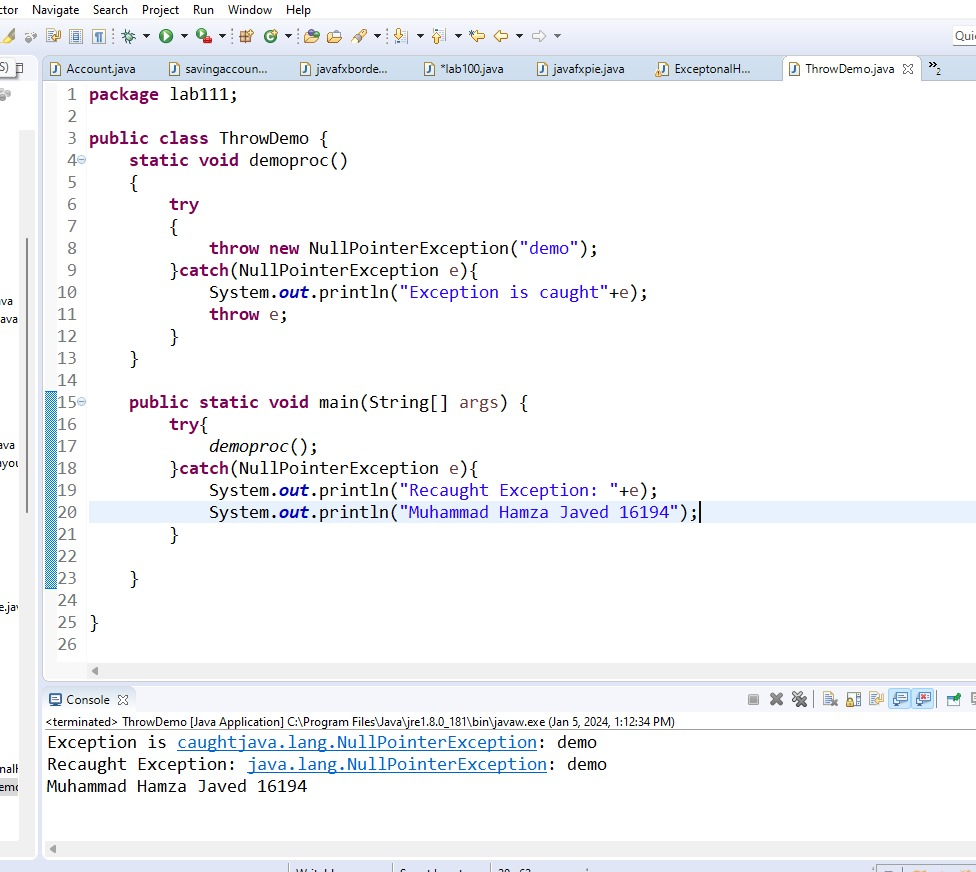 Navigate Search Project Run Window Help
Account.java savingaccoun... javafxborde... *lab100.java javafxpie.java ExceptonalH... ThrowDemo.java »2
1 package lab111;
2
3 public class ThrowDemo {
4     static void demoproc()
5     {
6         try
7         {
8             throw new NullPointerException("demo");
9         }catch(NullPointerException e){
10             System.out.println("Exception is caught"+e);
11             throw e;
12         }
13     }
14
15     public static void main(String[] args) {
16         try{
17             demoproc();
18         }catch(NullPointerException e){
19             System.out.println("Recaught Exception: "+e);
20             System.out.println("Muhammad Hamza Javed 16194");
21         }
22
23     }
24
25 }
26
Console
<terminated> ThrowDemo [Java Application] C:\Program Files\Java\jre1.8.0_181\bin\javaw.exe (Jan 5, 2024, 1:12:34 PM)
Exception is caughtjava.lang.NullPointerException: demo
Recaught Exception: java.lang.NullPointerException: demo
Muhammad Hamza Javed 16194